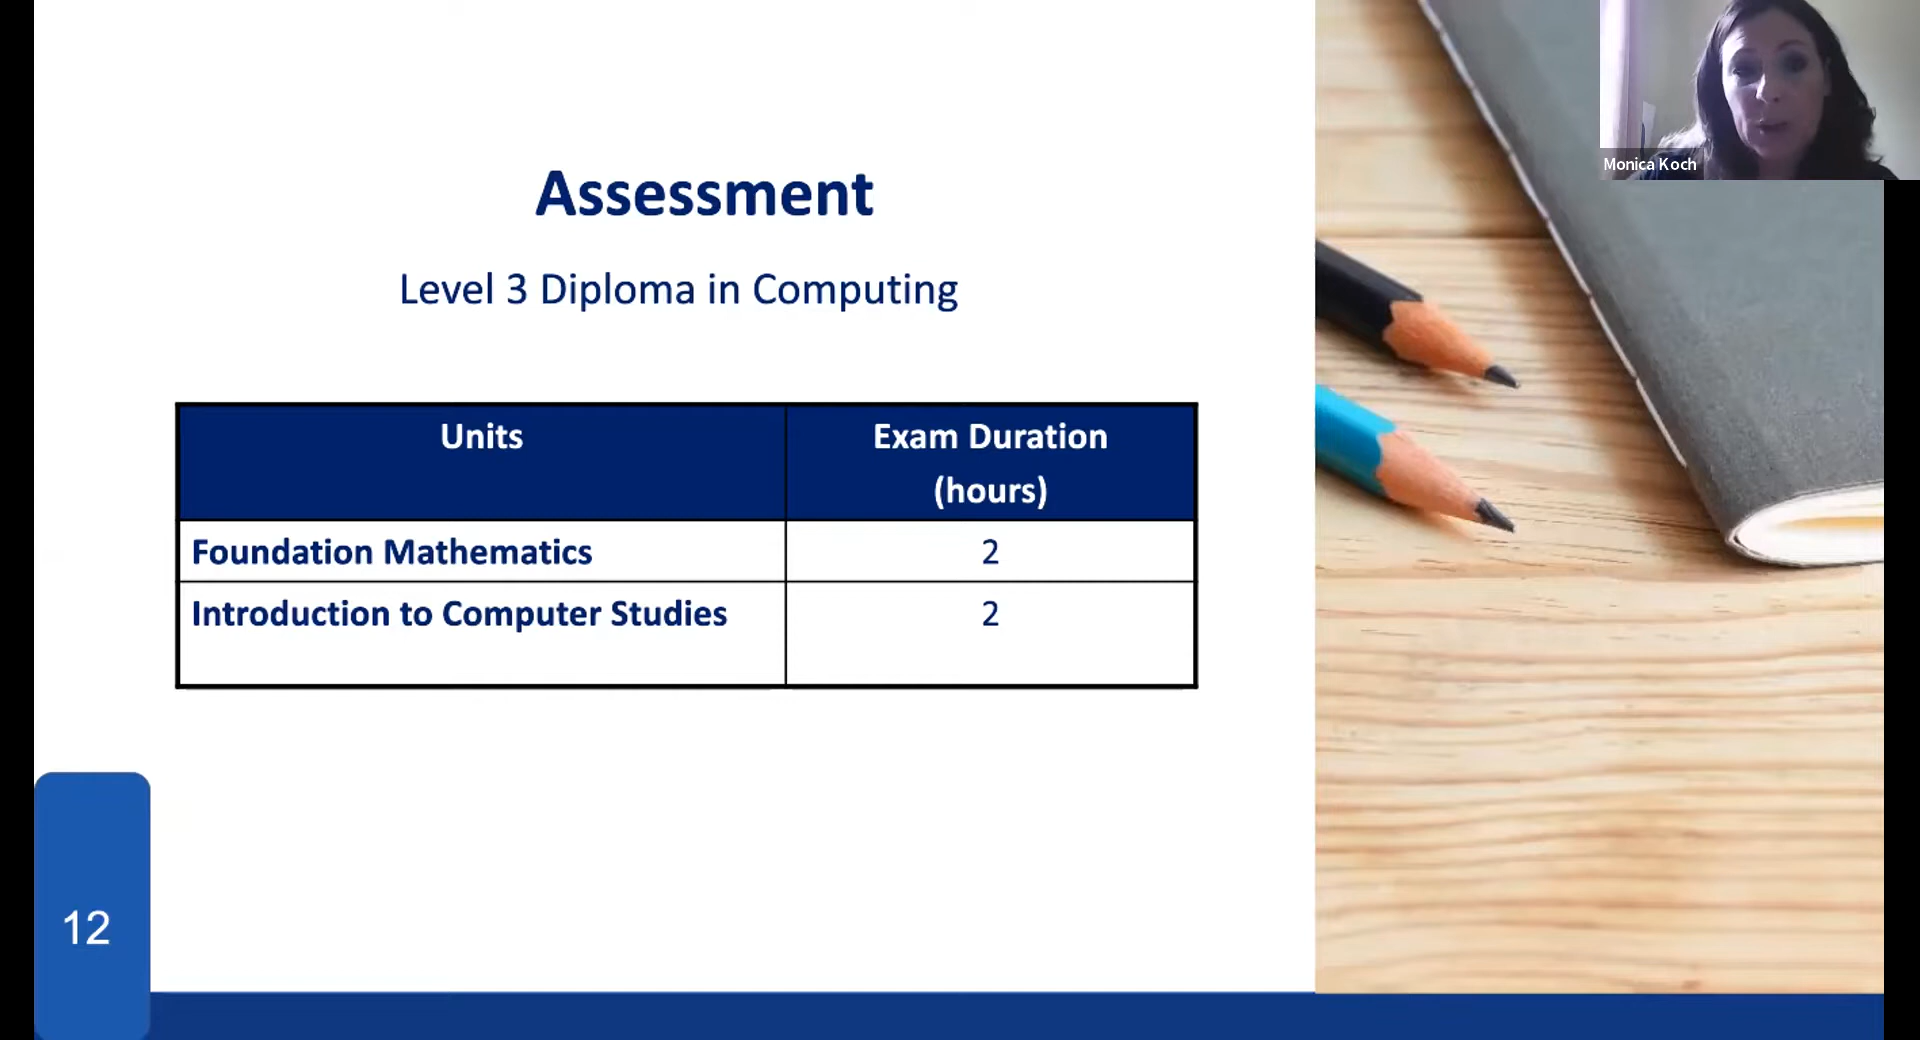 Monica Koch
Assessment
Level 3 Diploma in Computing
Units
Exam Duration
(hours)
Foundation Mathematics
2
Introduction to Computer Studies
2
12